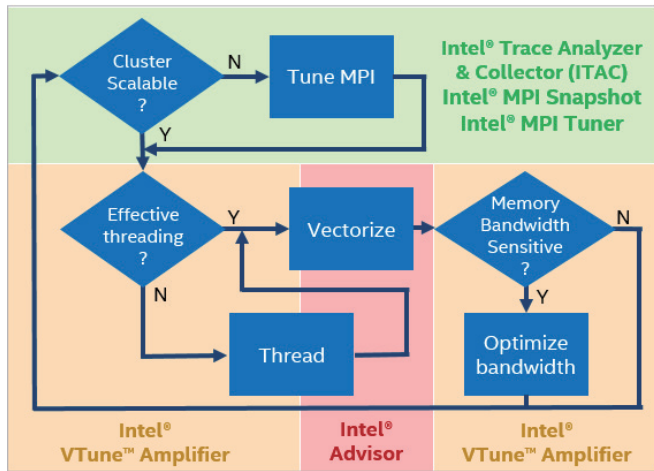 Cluster
Scalable
?
N
Tune MPI
Intel® Trace Analyzer
& Collector (ITAC)
Intel® MPI Snapshot
Intel® MPI Tuner
Y
Effective
threading
?
Y
Vectorize
Memory
Bandwidth
Sensitive
?
N
N
Thread
Y
Optimize
bandwidth
Intel®
VTune™ Amplifier
Intel®
Advisor
Intel®
VTune™ Amplifier